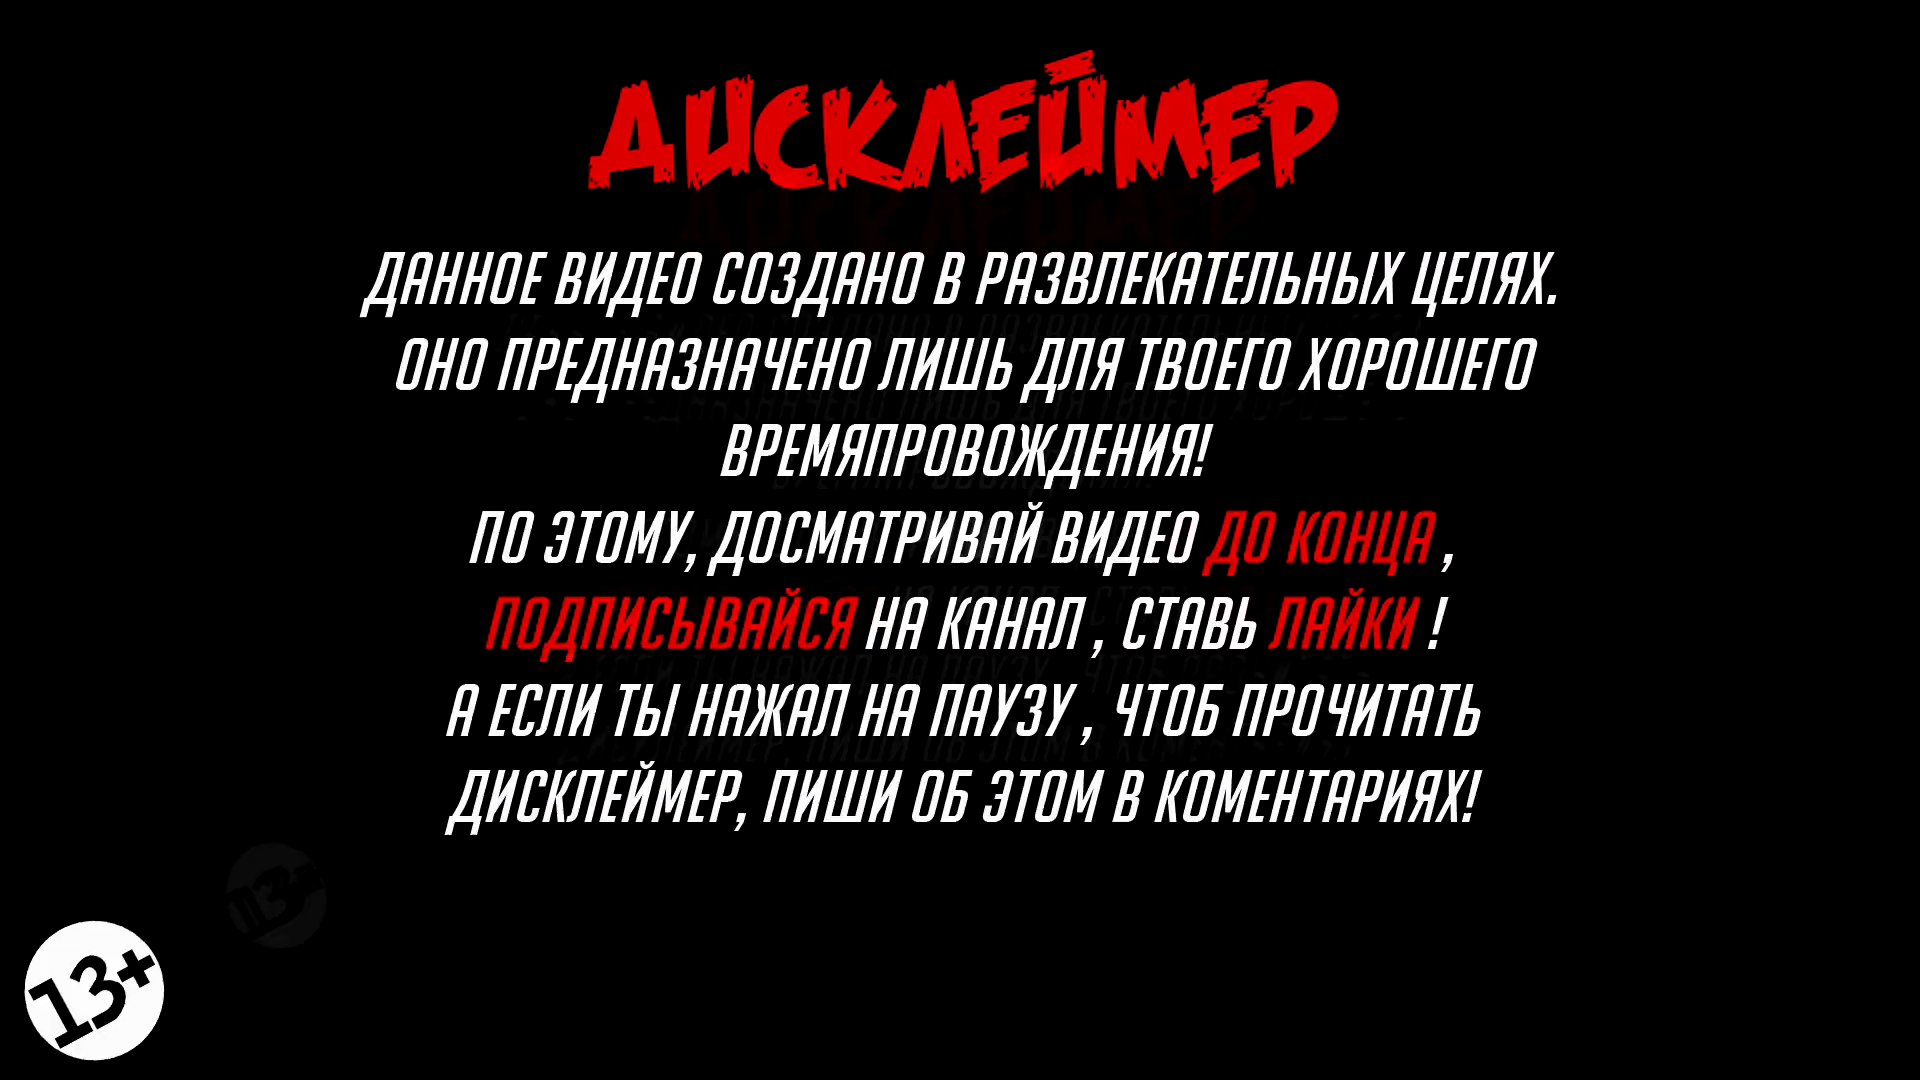 ДИСКЛЕЙМЕР
ДАННОЕ ВИДЕО СОЗДАНО В РАЗВЛЕКАТЕЛЬНЫХ ЦЕЛЯХ.
ОНО ПРЕДНАЗНАЧЕНО ЛИШЬ ДЛЯ ТВОЕГО ХОРОШЕГО
ВРЕМЯПРОВОЖДЕНИЯ!
ПО ЭТОМУ, ДОСМАТРИВАЙ ВИДЕО ДО КОНЦА ,
ПОДПИСЫВАЙСЯ НА КАНАЛ , СТАВЬ ЛАЙКИ !
А ЕСЛИ ТЫ НАЖАЛ НА ПАУЗУ , ЧТОБ ПРОЧИТАТЬ
ДИСКЛЕЙМЕР, ПИШИ ОБ ЭТОМ В КОМЕНТАРИЯХ!
13+